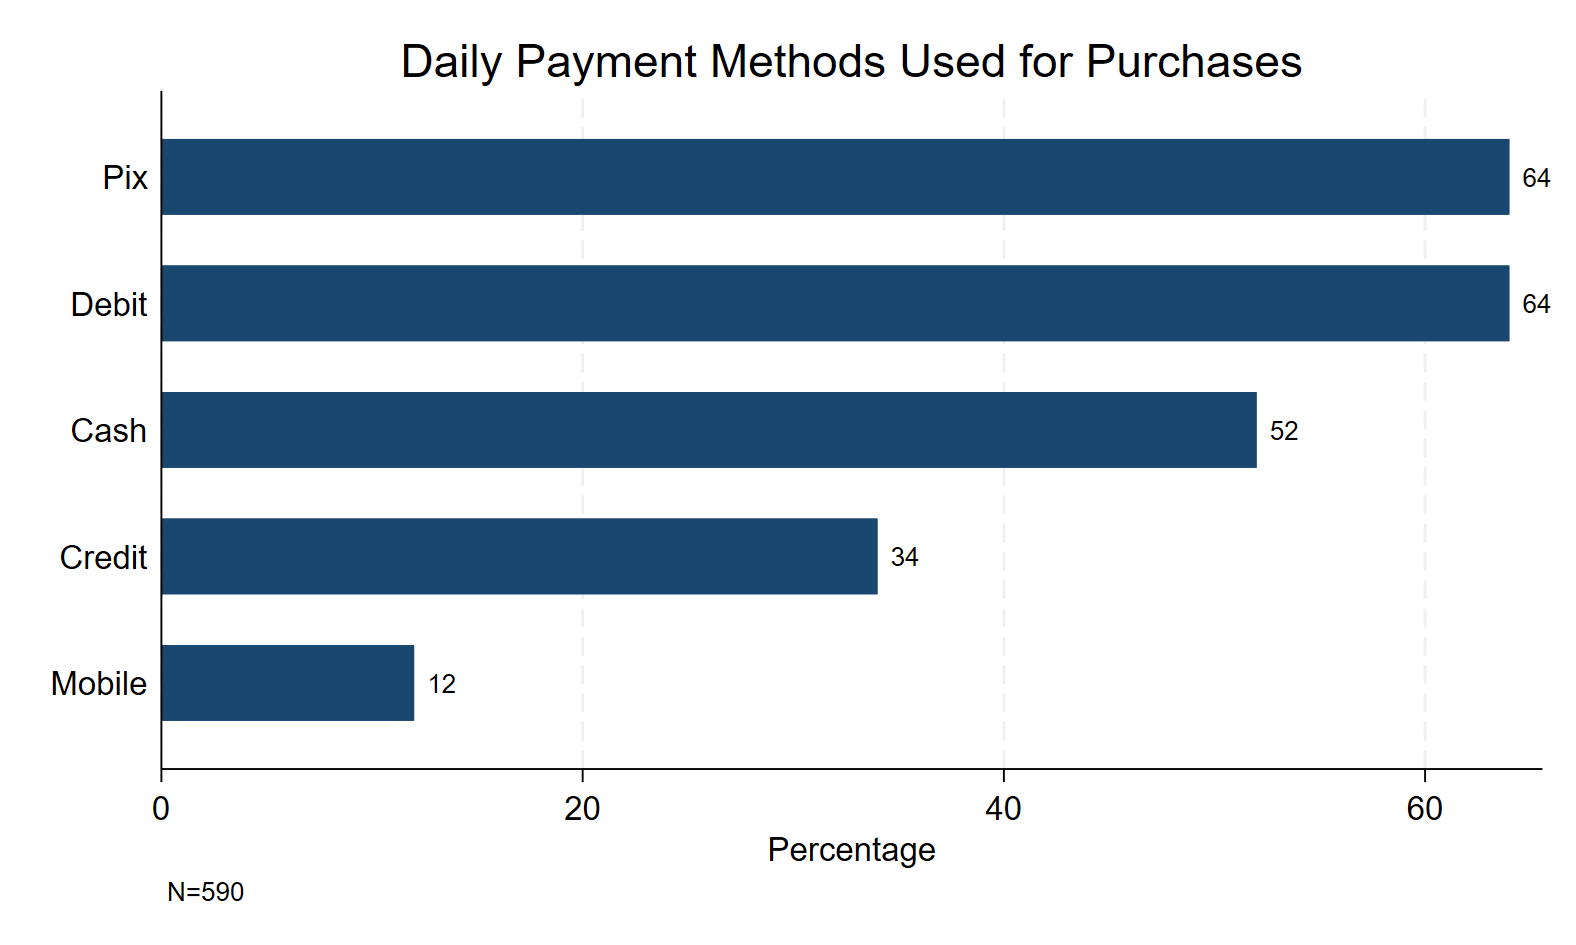 Daily Payment Methods Used for Purchases
Pix
64
Debit
64
Cash
52
Credit
34
Mobile
12
0 20 40 60
Percentage
N=590